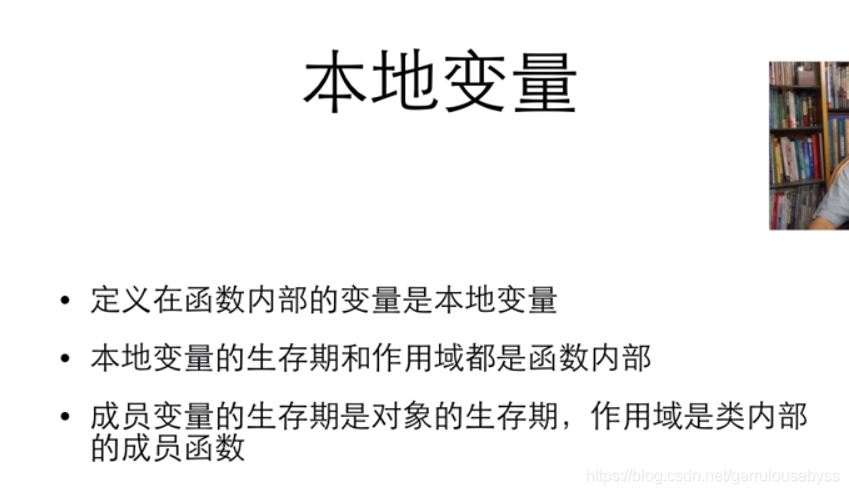 本地变量
• 定义在函数内部的变量是本地变量
• 本地变量的生存期和作用域都是函数内部
• 成员变量的生存期是对象的生存期，作用域是类内部
的成员函数
https://blog.csdn.net/garrulousabyss